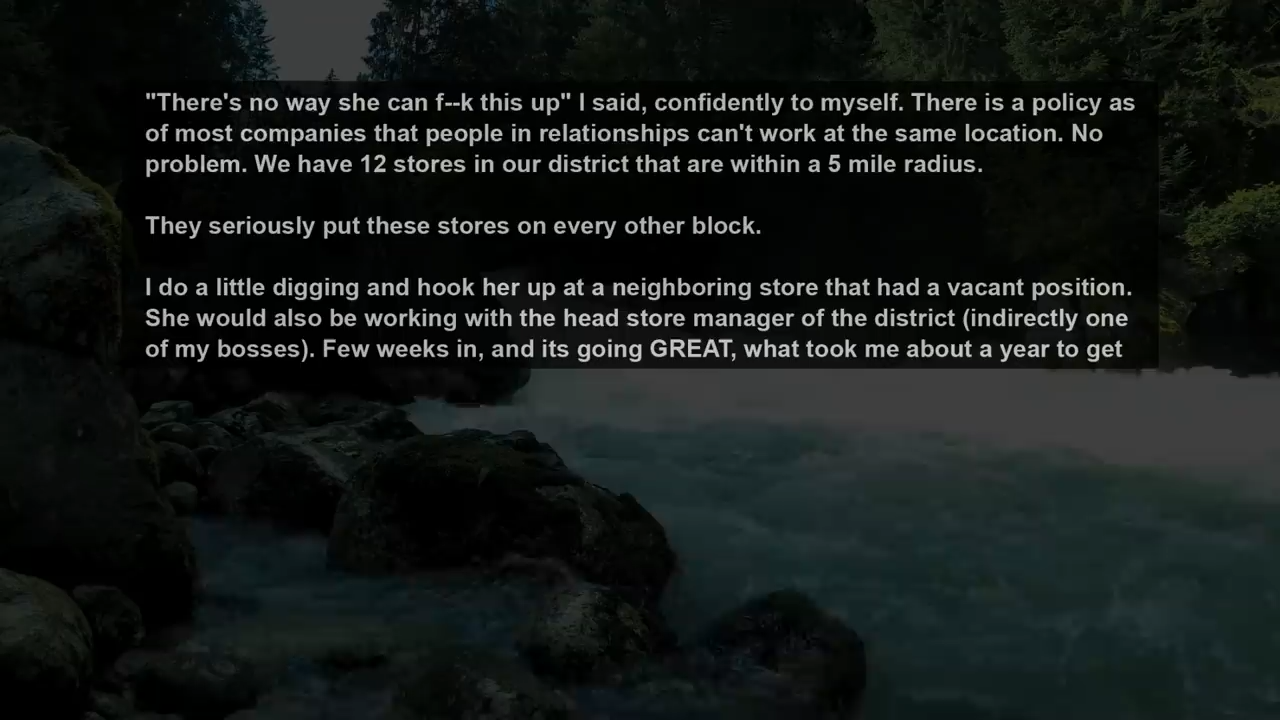 "There's no way she can f--k this up" I said, confidently to myself. There is a policy as
of most companies that people in relationships can't work at the same location. No
problem. We have 12 stores in our district that are within a 5 mile radius.
They seriously put these stores on every other block.
I do a little digging and hook her up at a neighboring store that had a vacant position.
She would also be working with the head store manager of the district (indirectly one
of my bosses). Few weeks in, and its going GREAT, what took me about a year to get